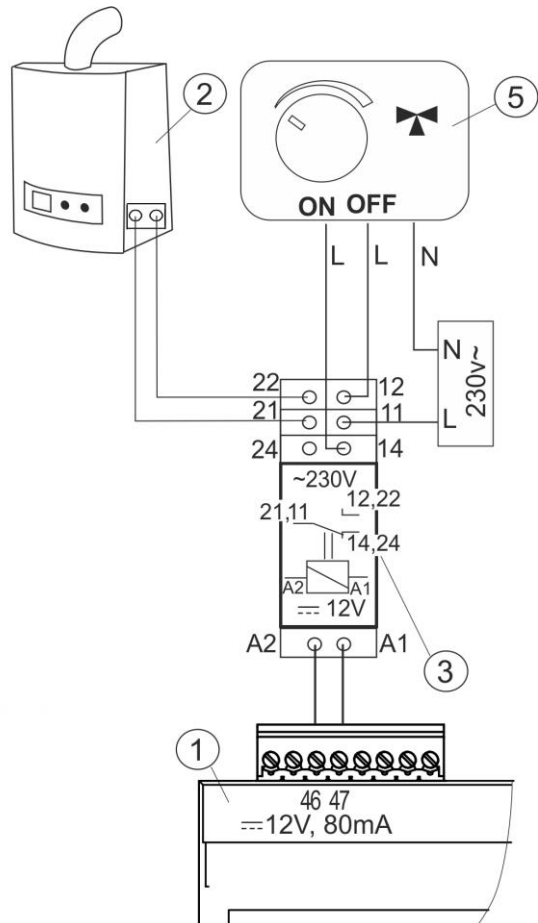 2
5
ON OFF
L L N
N
L
230v~
22 12
21 11
24 14
~230V
12,22
21,11
14,24
A2 A1
12V
A2 A1
3
1
46 47
12V, 80mA